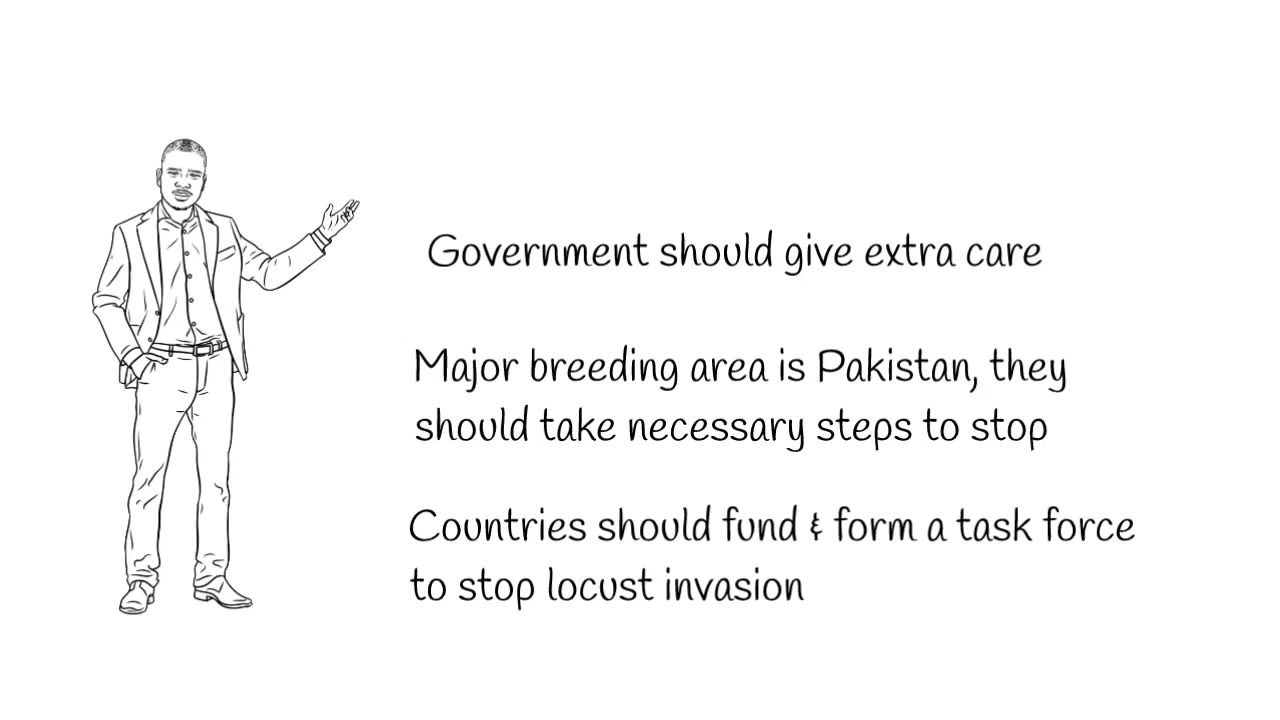 Government should give extra care
Major breeding area is Pakistan, they
should take necessary steps to stop
Countries should fund & form a task force
to stop locust invasion